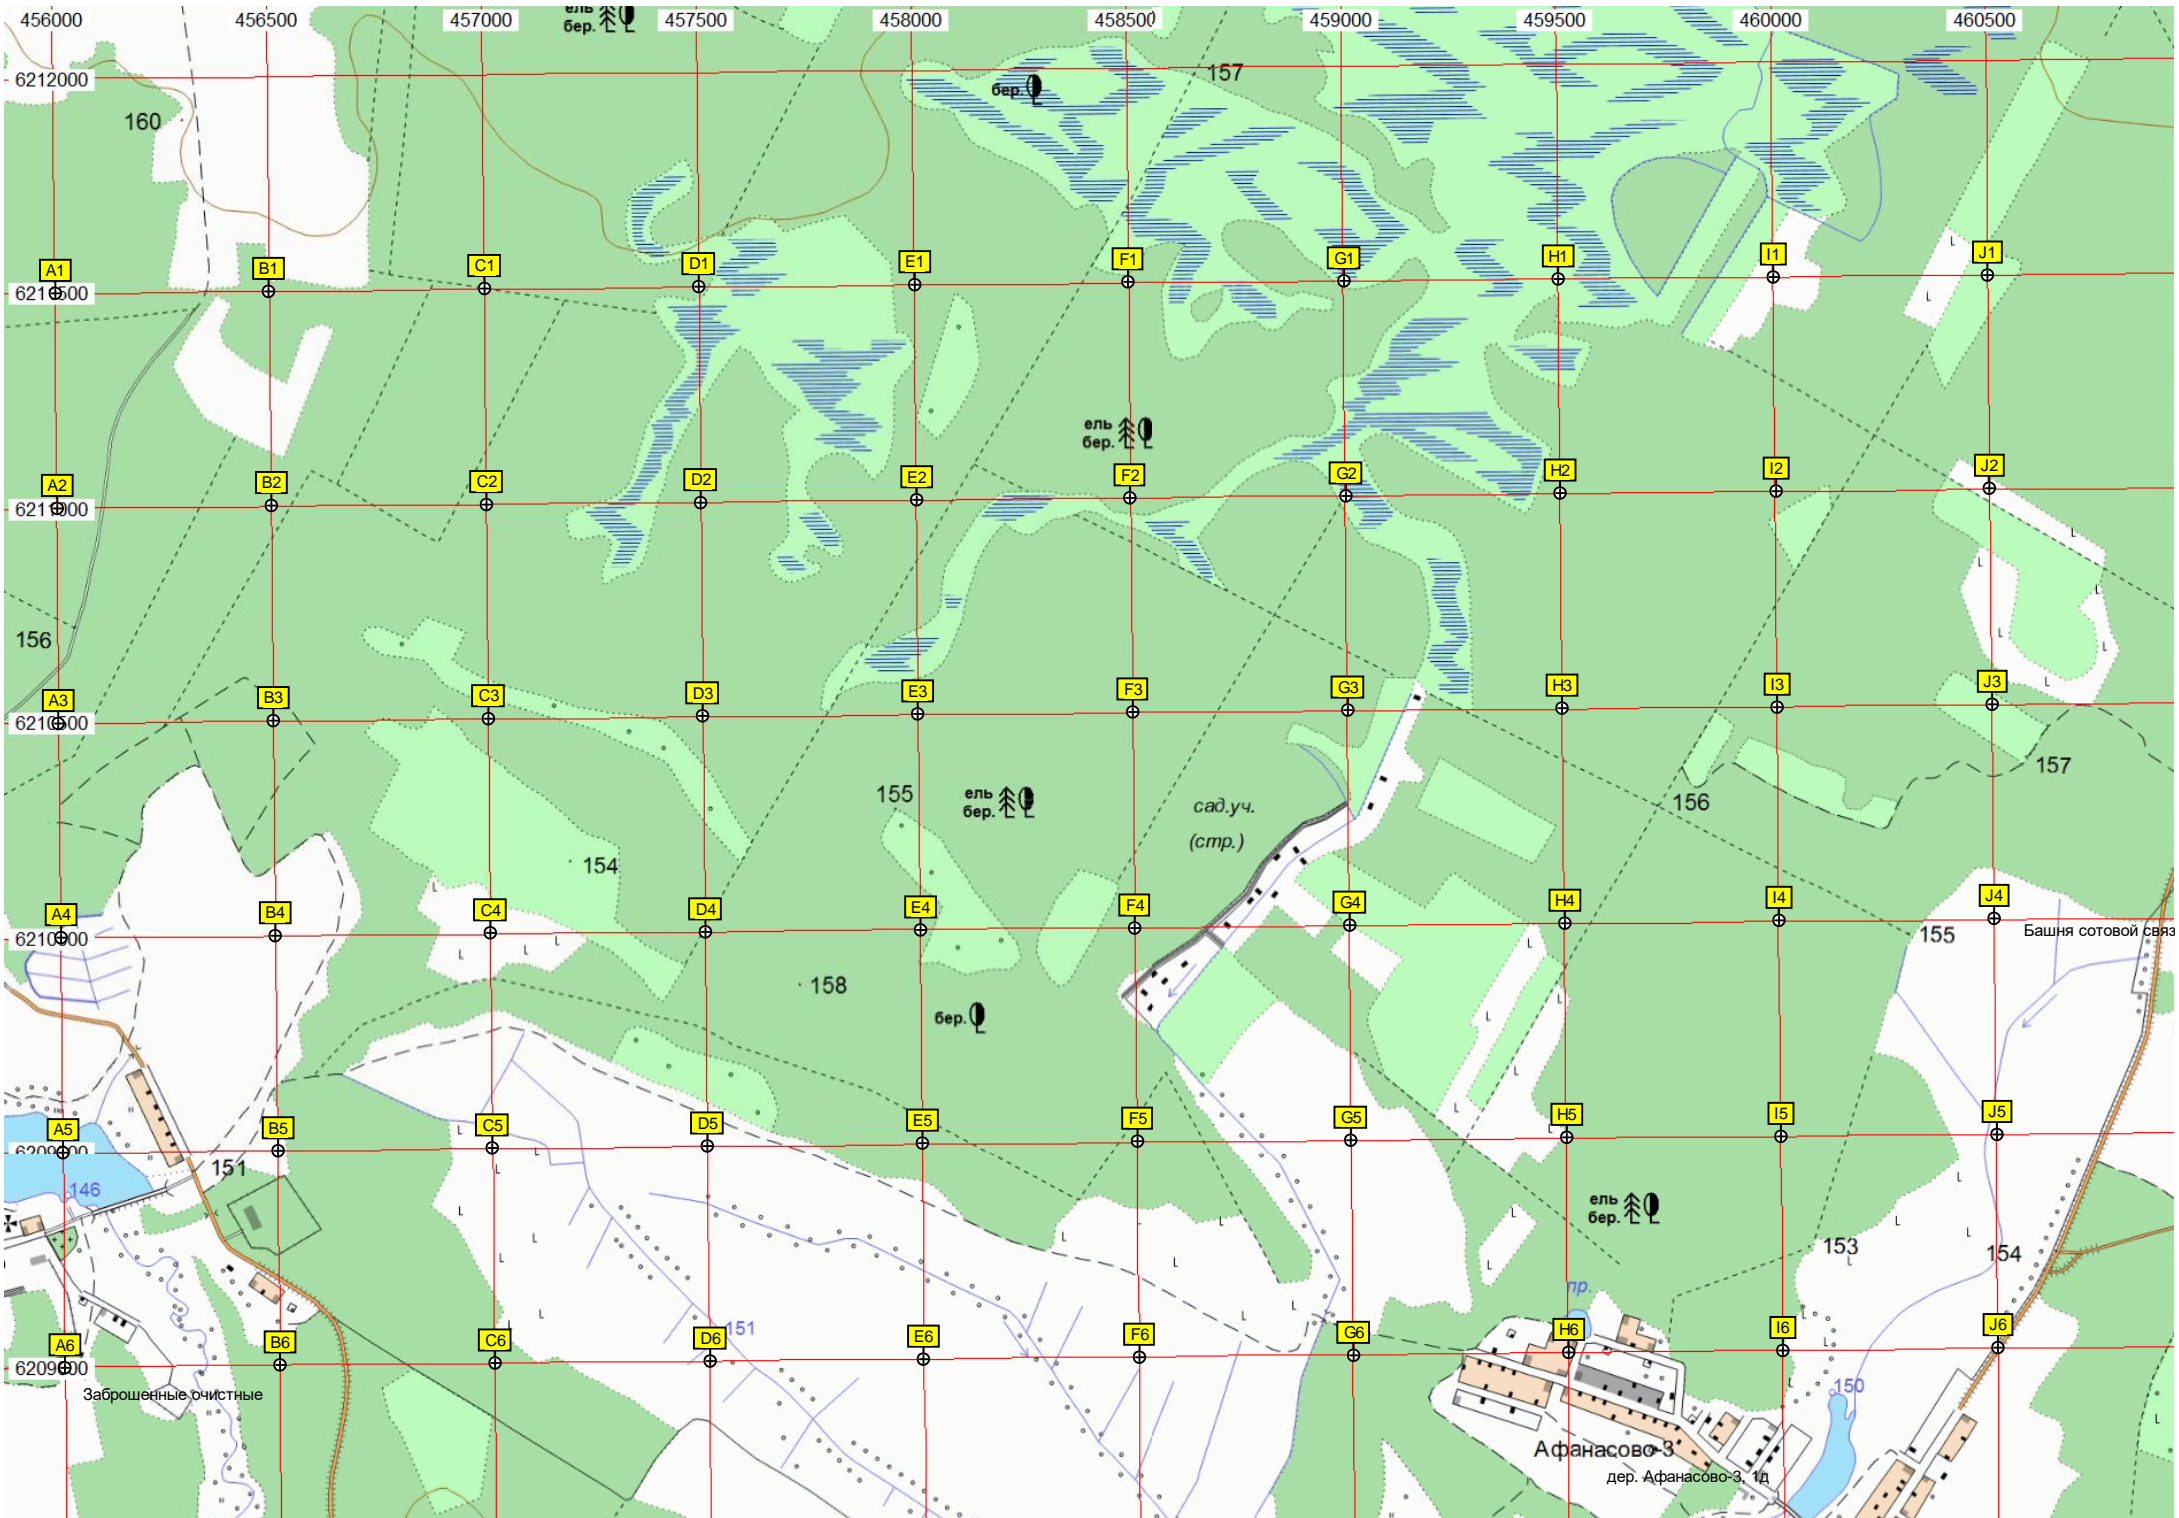 456000 456500 457000 457500 458000 458500 459000 459500 460000 460500
ель
бер.
6212000
157
бер.
160
A1 B1 C1 D1 E1 F1 G1 H1 I1 J1
ель
бер.
A2 B2 C2 D2 E2 F2 G2 H2 I2 J2
6211000
156
A3 B3 C3 D3 E3 F3 G3 H3 I3 J3
6210500
157
155
ель
бер.
сад.уч.
(стр.)
156
154
A4 B4 C4 D4 E4 F4 G4 H4 I4 J4
155
Башня сотовой связ
158
бер.
A5 B5 C5 D5 E5 F5 G5 H5 I5 J5
151
146
ель
бер.
153
154
пр.
151
A6 B6 C6 D6 E6 F6 G6 H6 I6 J6
Заброшенные очистные
150
Афанасово-3
дер. Афанасово-3, 1д